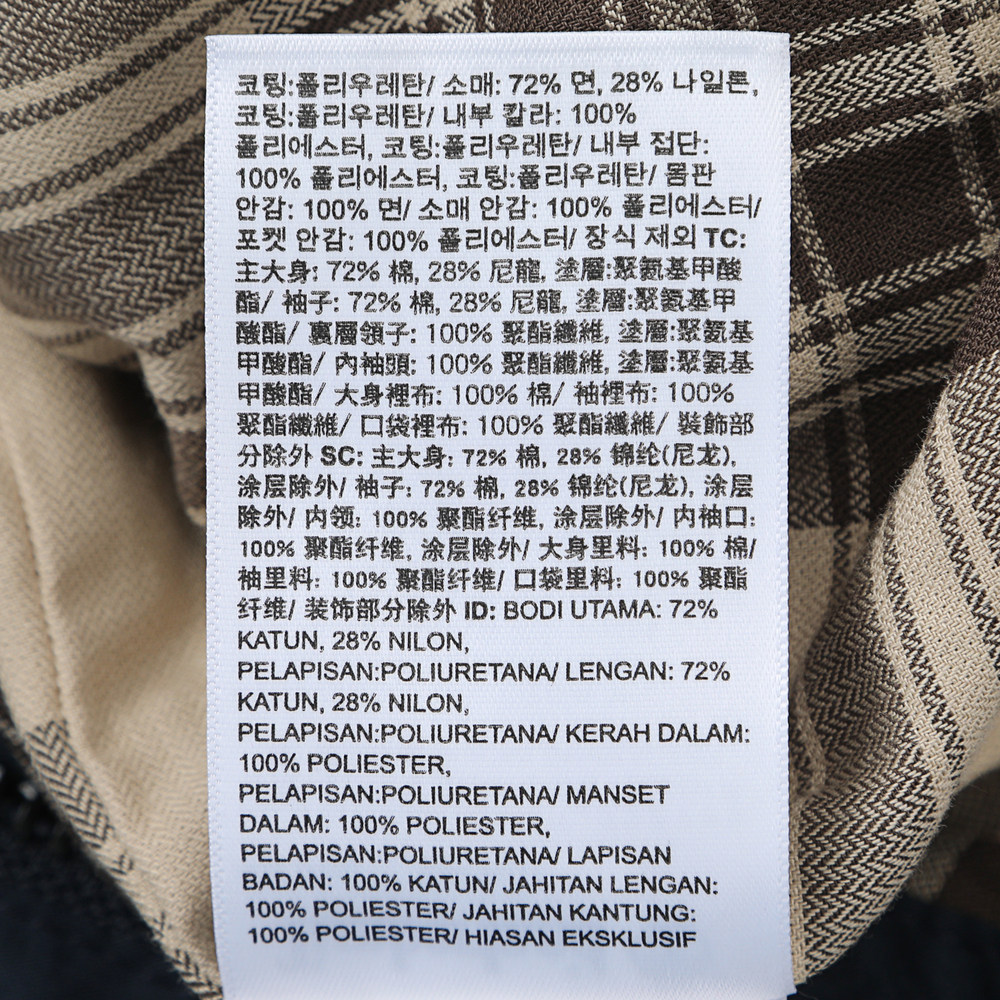 코팅:폴리우레탄/ 소매: 72% 면, 28% 나일론,
코팅:폴리우레탄/ 내부 칼라: 100%
폴리에스터, 코팅:폴리우레탄/ 내부 접단:
100% 폴리에스터, 코팅:폴리우레탄/ 몸판
안감: 100% 면/ 소매 안감: 100% 폴리에스터/
포켓 안감: 100% 폴리에스터/ 장식 제외 TC:
主大身: 72% 棉, 28% 尼龍, 塗層:聚氨基甲酸
酯/ 袖子: 72% 棉, 28% 尼龍, 塗層:聚氨基甲
酸酯/ 裏層領子: 100% 聚酯纖維, 塗層:聚氨基
甲酸酯/ 內袖頭: 100% 聚酯纖維, 塗層:聚氨基
甲酸酯/ 大身裡布: 100% 棉/ 袖裡布: 100%
聚酯纖維/ 口袋裡布: 100% 聚酯纖維/ 裝飾部
分除外 SC: 主大身: 72% 棉, 28% 锦纶(尼龙),
涂层除外/ 袖子: 72% 棉, 28% 锦纶(尼龙), 涂层
除外/ 内领: 100% 聚酯纤维, 涂层除外/ 内袖口:
100% 聚酯纤维, 涂层除外/ 大身里料: 100% 棉/
袖里料: 100% 聚酯纤维/ 口袋里料: 100% 聚酯
纤维/ 装饰部分除外 ID: BODI UTAMA: 72%
KATUN, 28% NILON,
PELAPISAN:POLIURETANA/ LENGAN: 72%
KATUN, 28% NILON,
PELAPISAN:POLIURETANA/ KERAH DALAM:
100% POLIESTER,
PELAPISAN:POLIURETANA/ MANSET
DALAM: 100% POLIESTER,
PELAPISAN:POLIURETANA/ LAPISAN
BADAN: 100% KATUN/ JAHITAN LENGAN:
100% POLIESTER/ JAHITAN KANTUNG:
100% POLIESTER/ HIASAN EKSKLUSIF